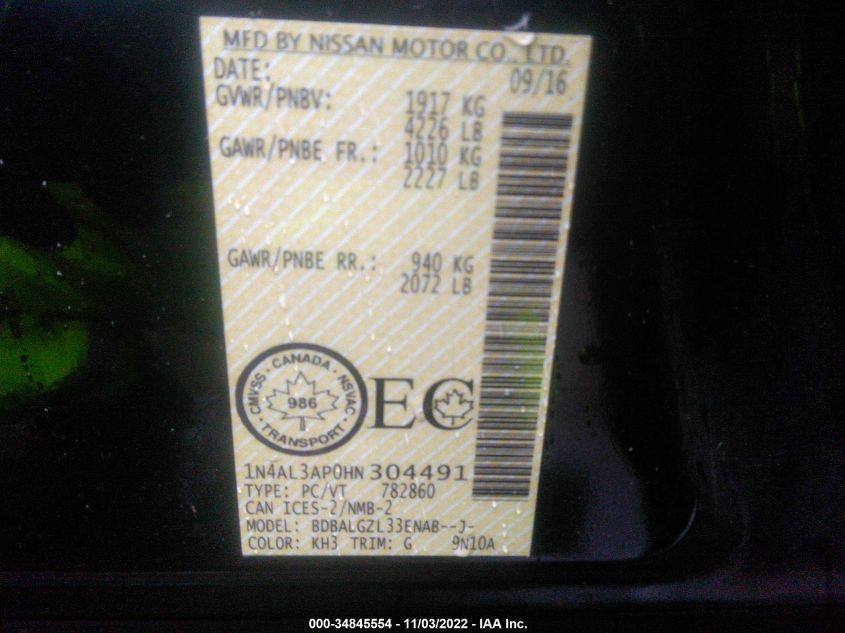 MFD BY NISSAN MOTOR CO., LTD.
DATE: 09/16
GVWR/PNBV: 1917 KG
4226 LB
GAWR/PNBE FR.: 1010 KG
2227 LB
GAWR/PNBE RR.: 940 KG
2072 LB
CMVSS · CANADA · NSVAC · TRANSPORT ·
986
EC
1N4AL3AP0HN304491
TYPE: PC/VT 782860
CAN ICES-2/NMB-2
MODEL: BDBALGZL33ENAB--J-
COLOR: KH3 TRIM: G 9N10A
000-34845554 - 11/03/2022 - IAA Inc.